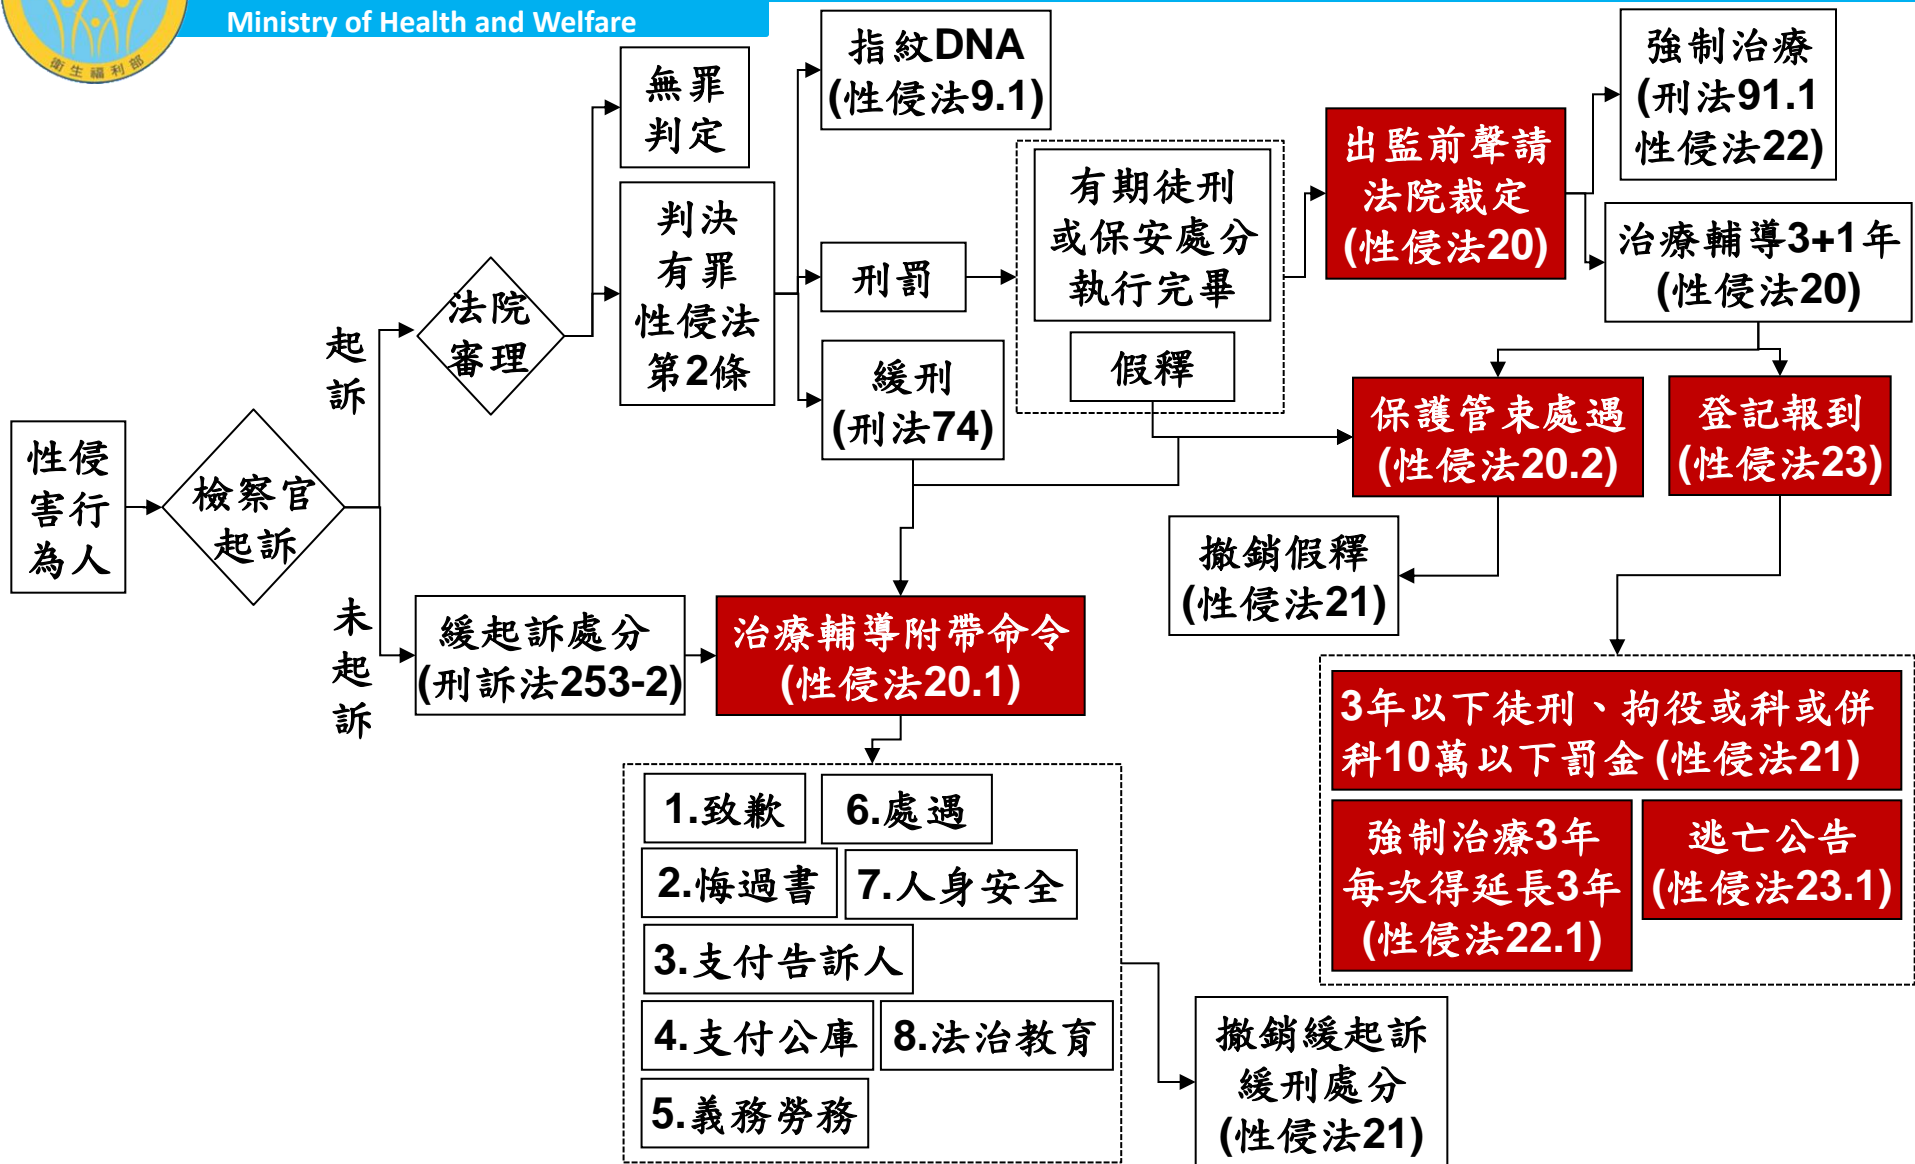 Ministry of Health and Welfare
衛生福利部
性侵
害行
為人
檢察官
起訴
起
訴
未
起
訴
法院
審理
無罪
判定
判決
有罪
性侵法
第2條
指紋DNA
(性侵法9.1)
刑罰
緩刑
(刑法74)
有期徒刑
或保安處分
執行完畢
假釋
出監前聲請
法院裁定
(性侵法20)
強制治療
(刑法91.1
性侵法22)
治療輔導3+1年
(性侵法20)
保護管束處遇
(性侵法20.2)
登記報到
(性侵法23)
撤銷假釋
(性侵法21)
緩起訴處分
(刑訴法253-2)
治療輔導附帶命令
(性侵法20.1)
1.致歉
6.處遇
2.悔過書
7.人身安全
3.支付告訴人
4.支付公庫
8.法治教育
5.義務勞務
撤銷緩起訴
緩刑處分
(性侵法21)
3年以下徒刑、拘役或科或併
科10萬以下罰金 (性侵法21)
強制治療3年
每次得延長3年
(性侵法22.1)
逃亡公告
(性侵法23.1)